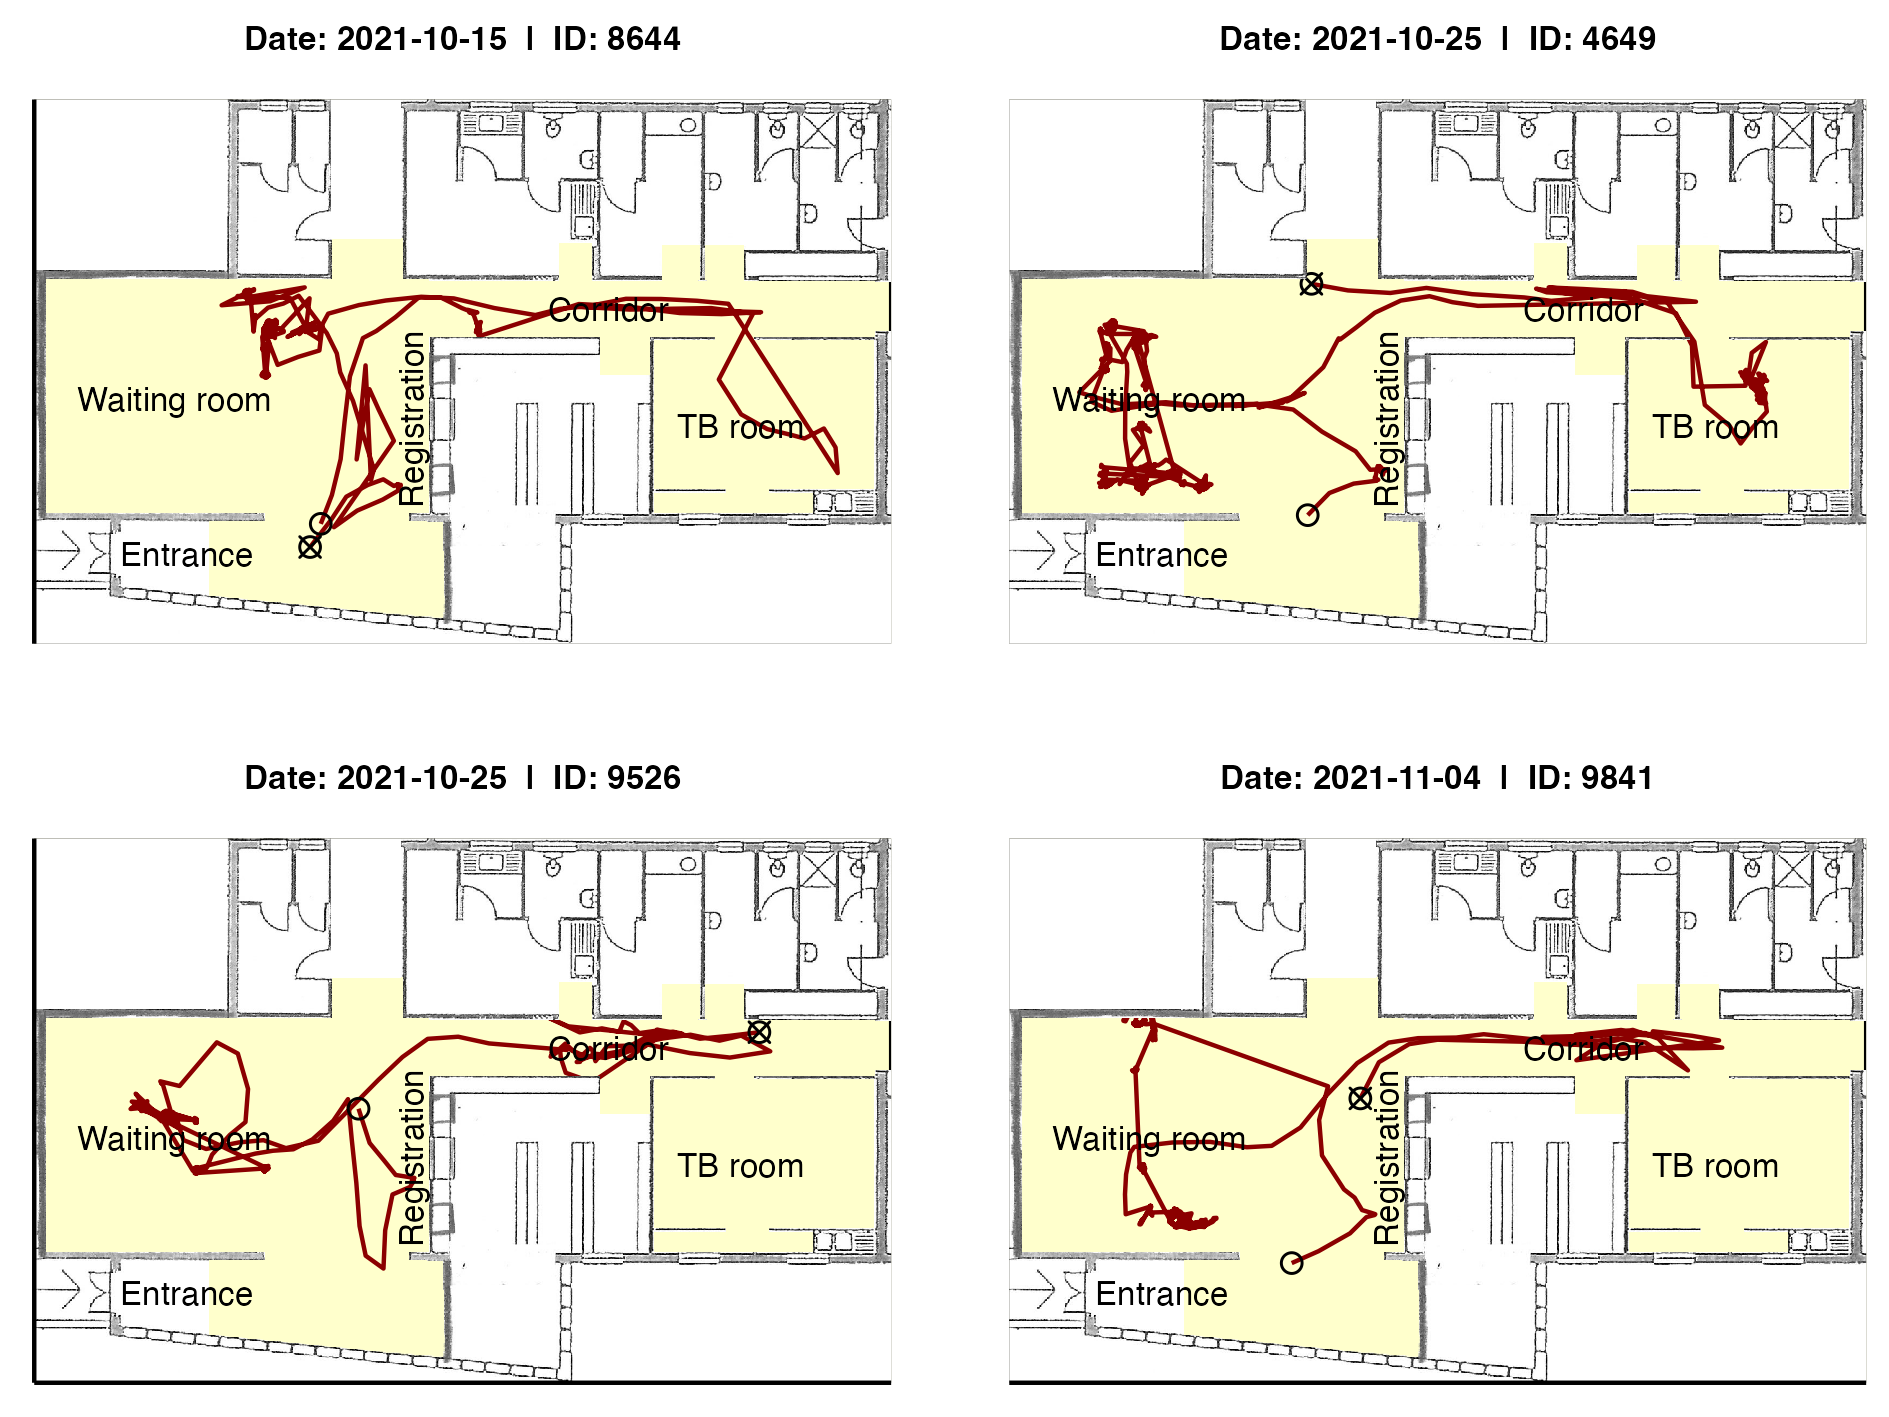 Date: 2021-10-15 | ID: 8644
Corridor
Registration
Waiting room
TB room
Entrance
Date: 2021-10-25 | ID: 4649
Corridor
Registration
Waiting room
TB room
Entrance
Date: 2021-10-25 | ID: 9526
Corridor
Registration
Waiting room
TB room
Entrance
Date: 2021-11-04 | ID: 9841
Corridor
Registration
Waiting room
TB room
Entrance